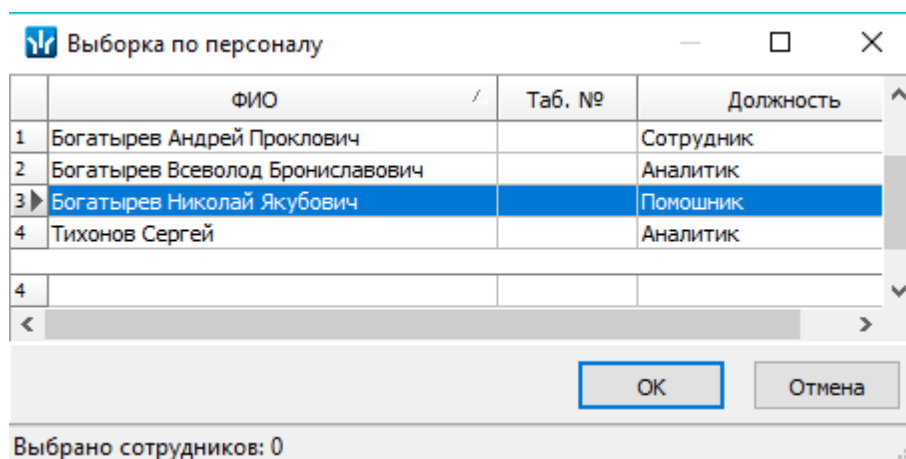 Выборка по персоналу
ФИО Таб. № Должность
1 Богатырев Андрей Проклович Сотрудник
2 Богатырев Всеволод Брониславович Аналитик
3 Богатырев Николай Якубович Помошник
4 Тихонов Сергей Аналитик
4
ОК Отмена
Выбрано сотрудников: 0